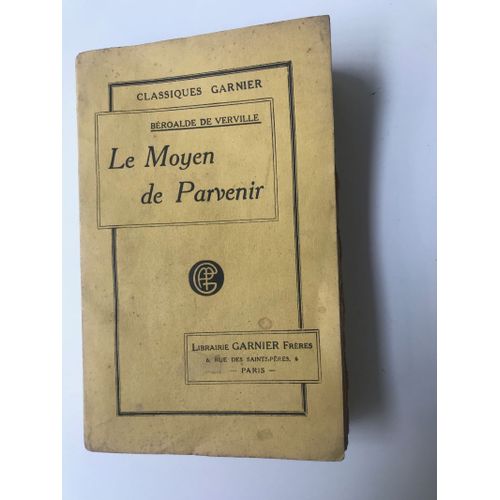 CLASSIQUES GARNIER
BÉROALDE DE VERVILLE
Le Moyen
de Parvenir
LIBRAIRIE GARNIER FRÈRES
6, RUE DES SAINTS-PÈRES, 6
— PARIS —